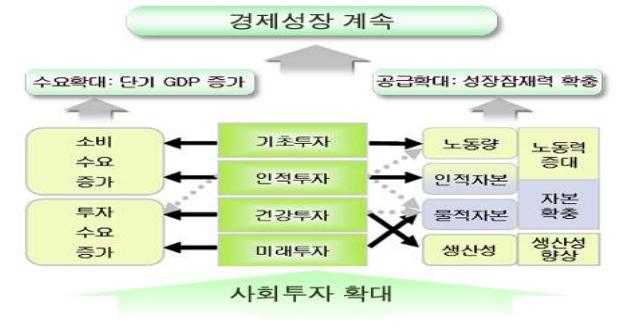 경제성장 계속
수요확대: 단기 GDP 증가
공급확대: 성장잠재력 확충
소비
수요
증가
투자
수요
증가
기초투자
인적투자
건강투자
미래투자
노동량
인적자본
물적자본
생산성
노동력
증대
자본
확충
생산성
향상
사회투자 확대